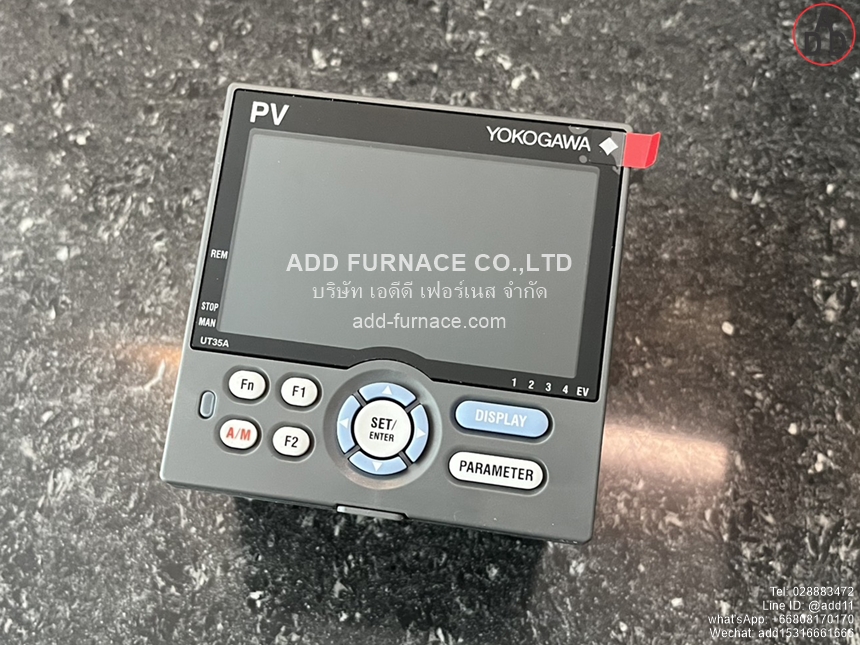 PV
YOKOGAWA
REM
ADD FURNACE CO.,LTD
บริษัท เอดีดี เฟอร์เนส จำกัด
add-furnace.com
STOP
MAN
UT35A
1 2 3 4 EV
Fn
F1
A/M
F2
SET/
ENTER
DISPLAY
PARAMETER
Tel: 028883472
Line ID: @add11
what'sApp: +66808170170
Wechat: add15316661666